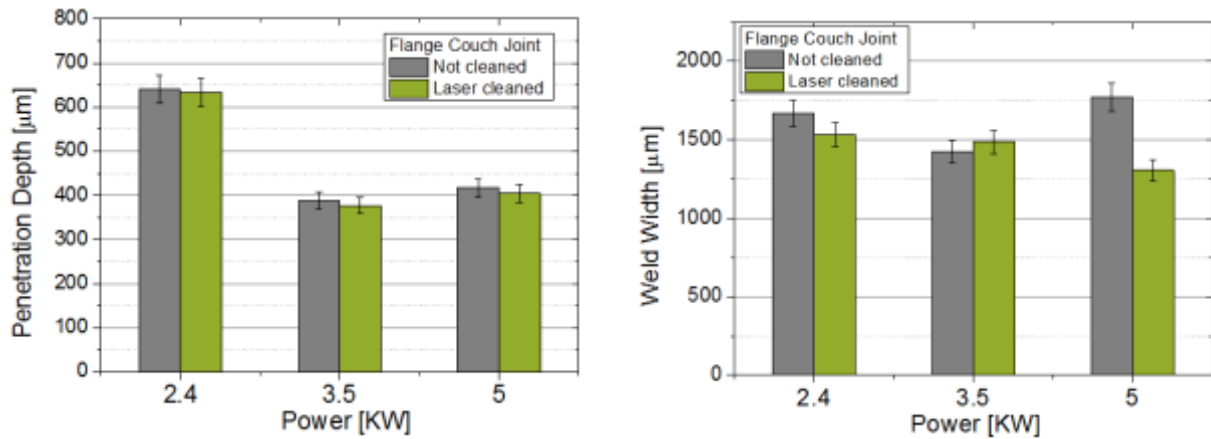 800
700
600
500
400
300
200
100
0
Penetration Depth [μm]
Flange Couch Joint
Not cleaned
Laser cleaned
2.4
3.5
5
Power [KW]
2000
1500
1000
500
0
Weld Width [μm]
Flange Couch Joint
Not cleaned
Laser cleaned
2.4
3.5
5
Power [KW]